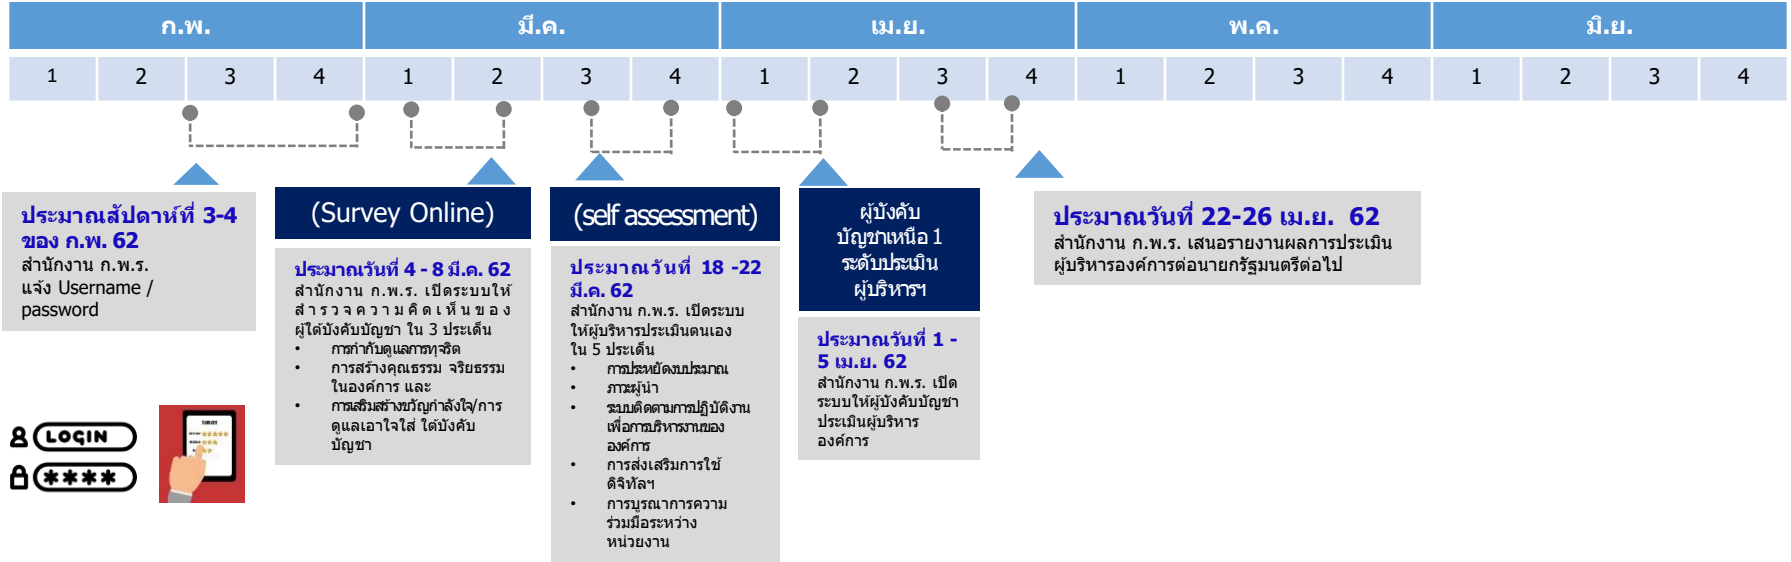 ก.พ. มี.ค. เม.ย. พ.ค. มิ.ย.
1 2 3 4 1 2 3 4 1 2 3 4 1 2 3 4 1 2 3 4
ประมาณสัปดาห์ที่ 3-4
ของ ก.พ. 62
สำนักงาน ก.พ.ร.
แจ้ง Username /
password
LOGIN
****
(Survey Online)
ประมาณวันที่ 4 - 8 มี.ค. 62
สำนักงาน ก.พ.ร. เปิดระบบให้
สำรวจความคิดเห็นของ
ผู้ใต้บังคับบัญชา ใน 3 ประเด็น
• การกำกับดูแลการทุจริต
• การสร้างคุณธรรม จริยธรรม
ในองค์การ และ
• การเสริมสร้างขวัญกำลังใจ/การ
ดูแลเอาใจใส่ ใต้บังคับ
บัญชา
(self assessment)
ประมาณวันที่ 18 -22
มี.ค. 62
สำนักงาน ก.พ.ร. เปิดระบบ
ให้ผู้บริหารประเมินตนเอง
ใน 5 ประเด็น
• การประหยัดงบประมาณ
• ภาวะผู้นำ
• ระบบติดตามการปฏิบัติงาน
เพื่อการบริหารงานของ
องค์การ
• การส่งเสริมการใช้
ดิจิทัลฯ
• การบูรณาการความ
ร่วมมือระหว่าง
หน่วยงาน
ผู้บังคับ
บัญชาเหนือ 1
ระดับประเมิน
ผู้บริหารฯ
ประมาณวันที่ 1 -
5 เม.ย. 62
สำนักงาน ก.พ.ร. เปิด
ระบบให้ผู้บังคับบัญชา
ประเมินผู้บริหาร
องค์การ
ประมาณวันที่ 22-26 เม.ย. 62
สำนักงาน ก.พ.ร. เสนอรายงานผลการประเมิน
ผู้บริหารองค์การต่อนายกรัฐมนตรีต่อไป